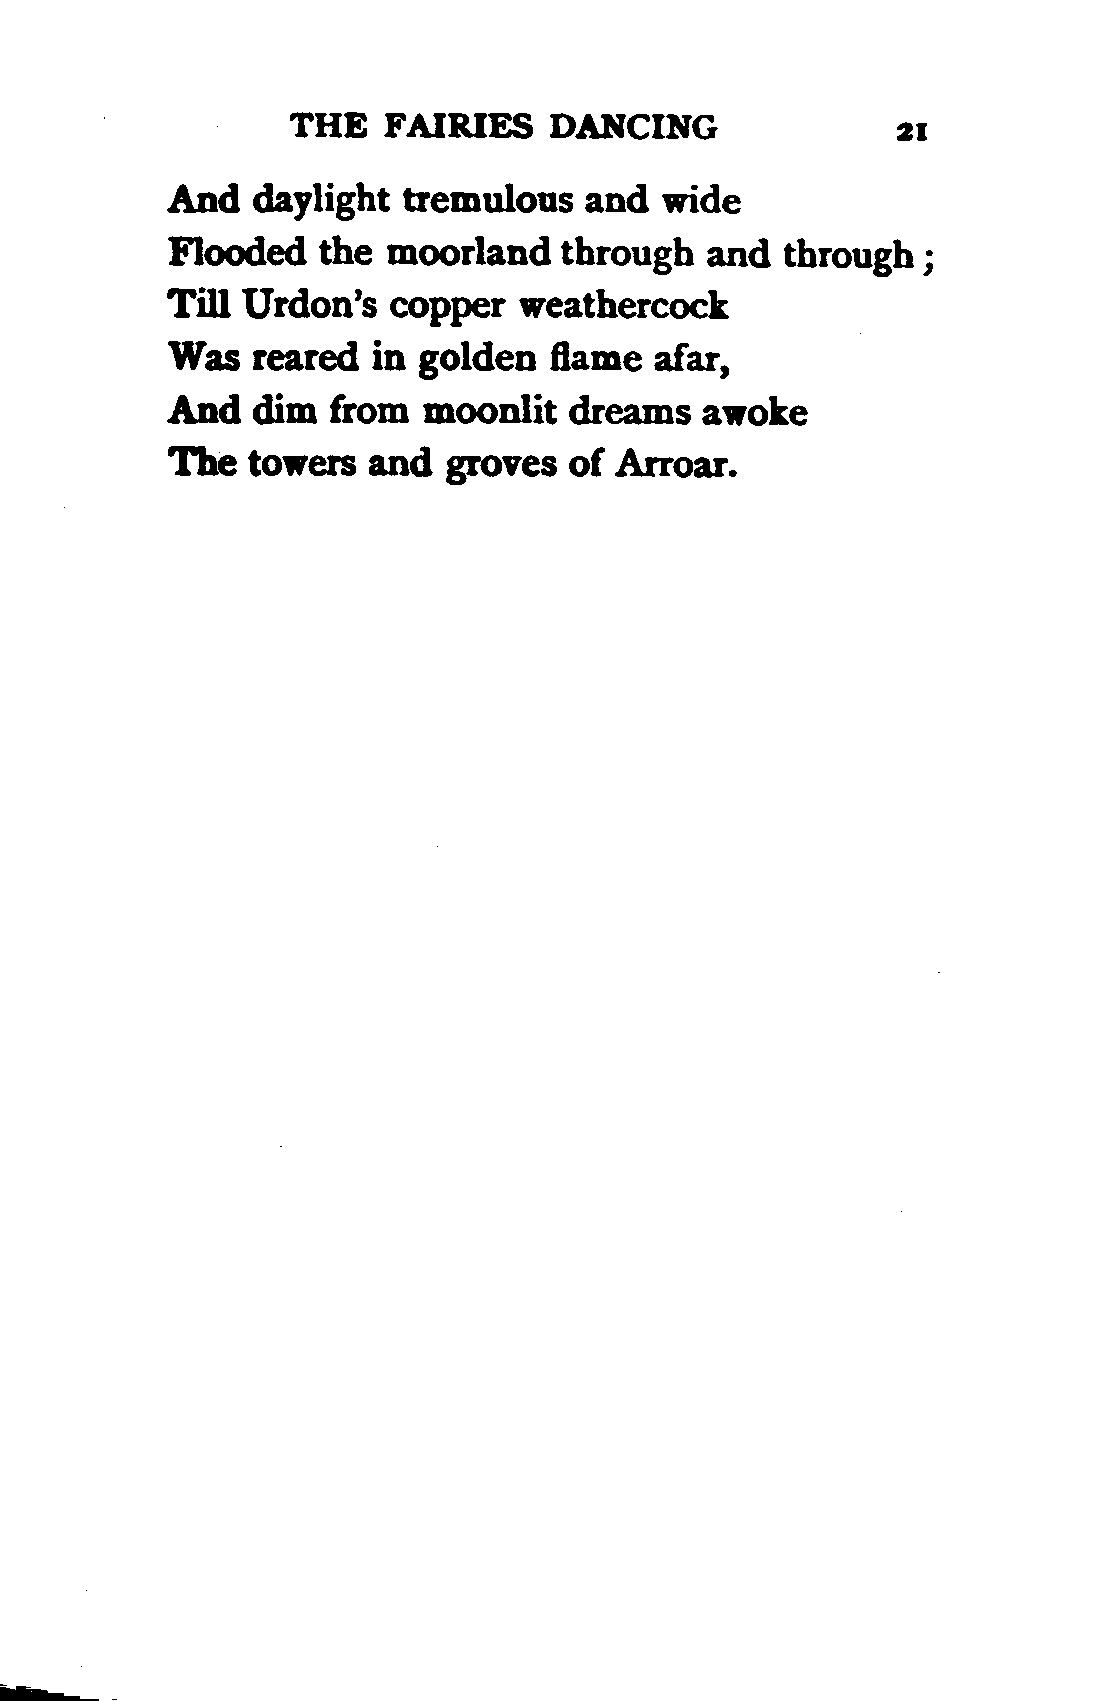 THE FAIRIES DANCING 21
And daylight tremulous and wide
Flooded the moorland through and through ;
Till Urdon's copper weathercock
Was reared in golden flame afar,
And dim from moonlit dreams awoke
The towers and groves of Arroar.